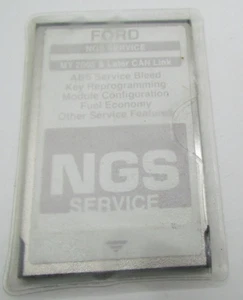 FORD
NGS SERVICE
MY 2003 & Later CAN Link
ABS Service Bleed
Key Reprogramming
Module Configuration
Fuel Economy
Other Service Features
NGS
SERVICE